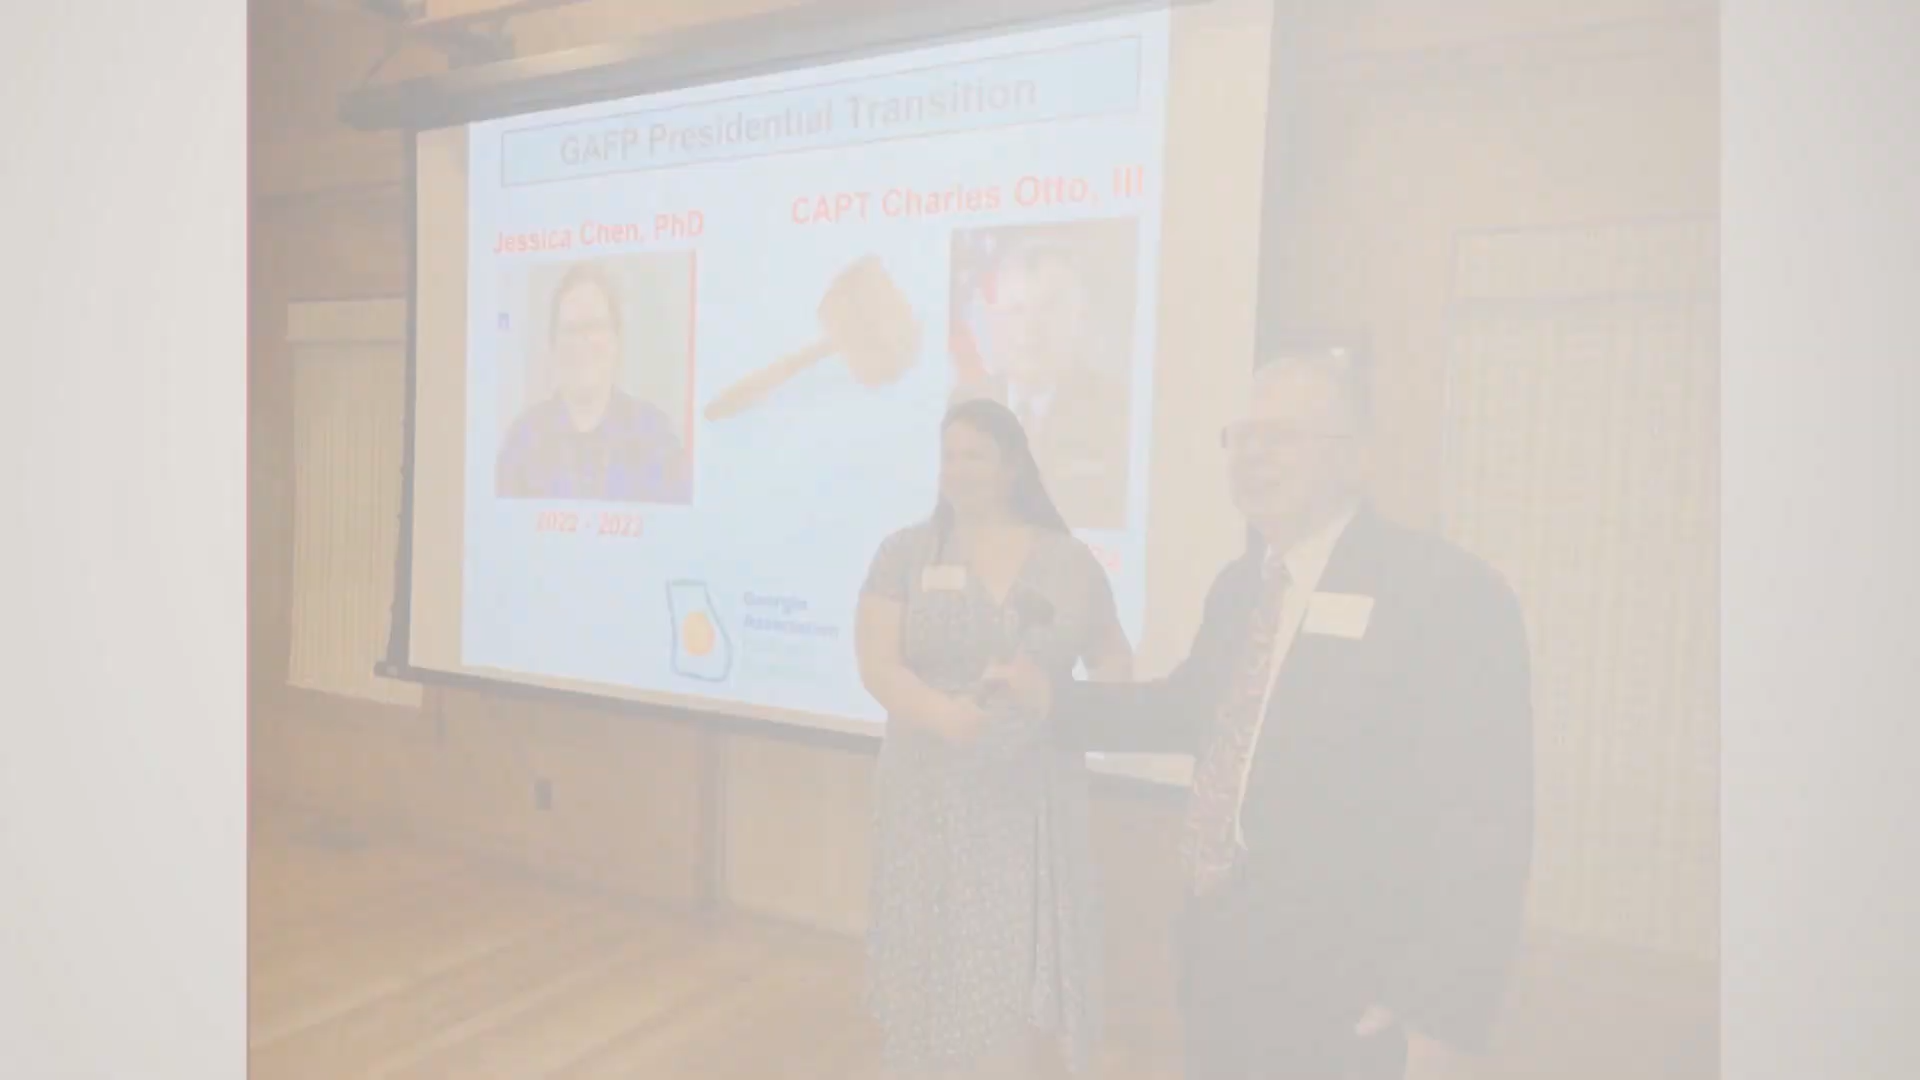 GAFP Presidential Transition
Jessica Chen, PhD
CAPT Charles Otto, III
2022 - 2023
Georgia
Association